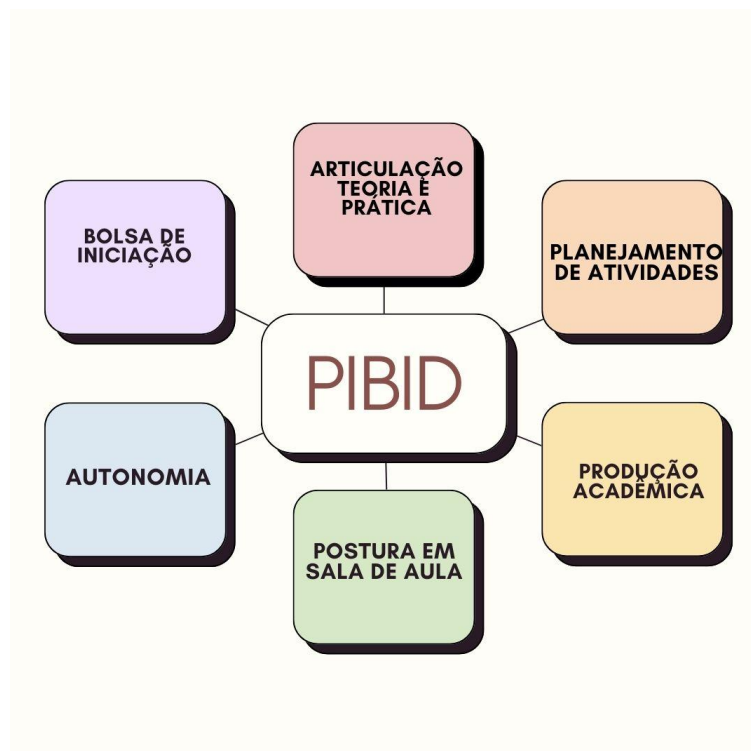 ARTICULAÇÃO
TEORIA E
PRÁTICA
BOLSA DE
INICIAÇÃO
PLANEJAMENTO
DE ATIVIDADES
PIBID
AUTONOMIA
PRODUÇÃO
ACADÊMICA
POSTURA EM
SALA DE AULA